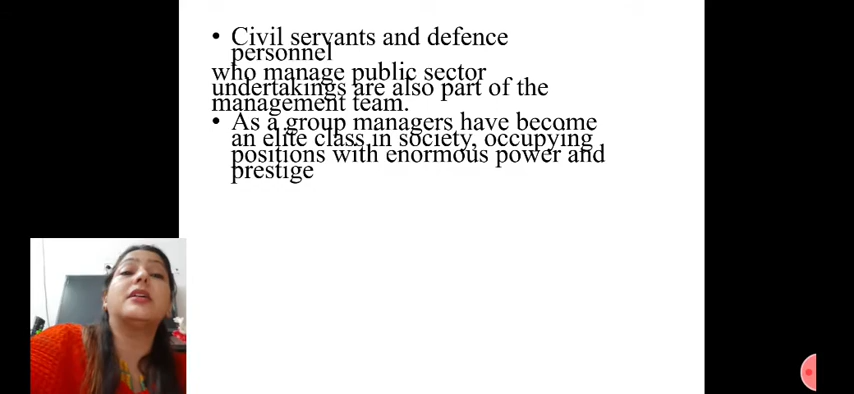 • Civil servants and defence
personnel
who manage public sector
undertakings are also part of the
management team.
• As a group managers have become
an elite class in society, occupying
positions with enormous power and
prestige